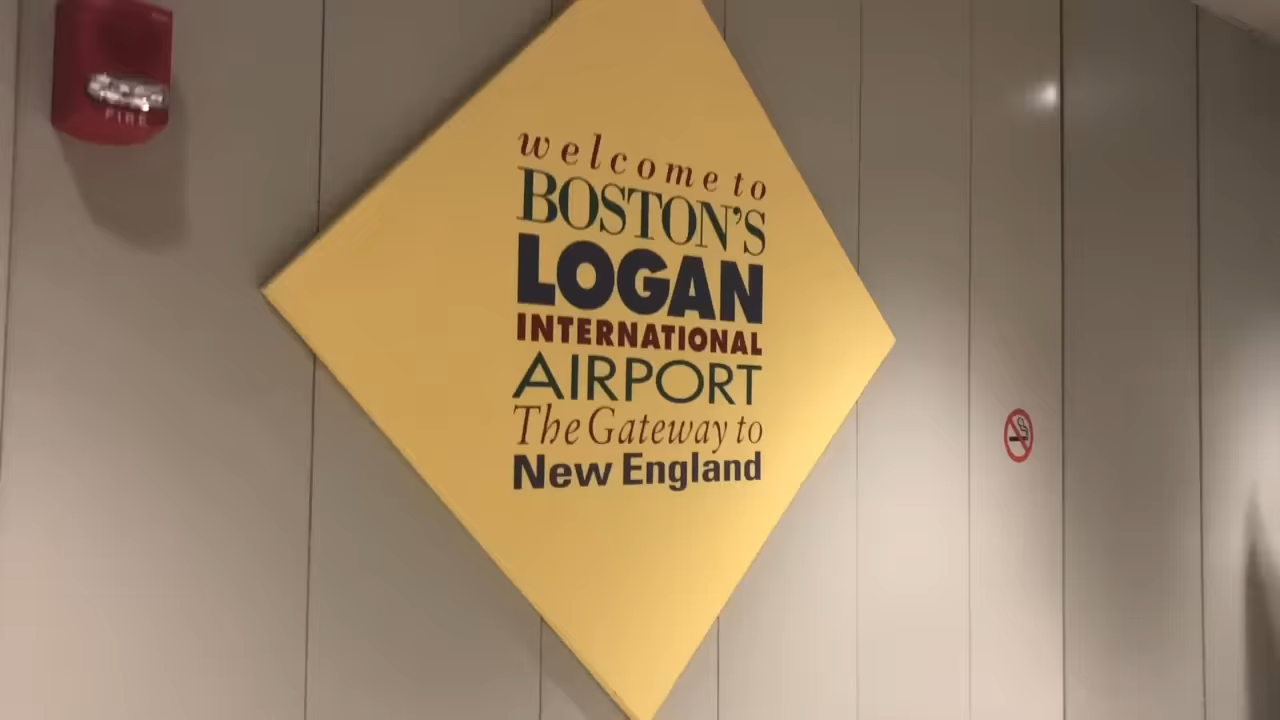 FIRE
welcome to
BOSTON'S
LOGAN
INTERNATIONAL
AIRPORT
The Gateway to
New England